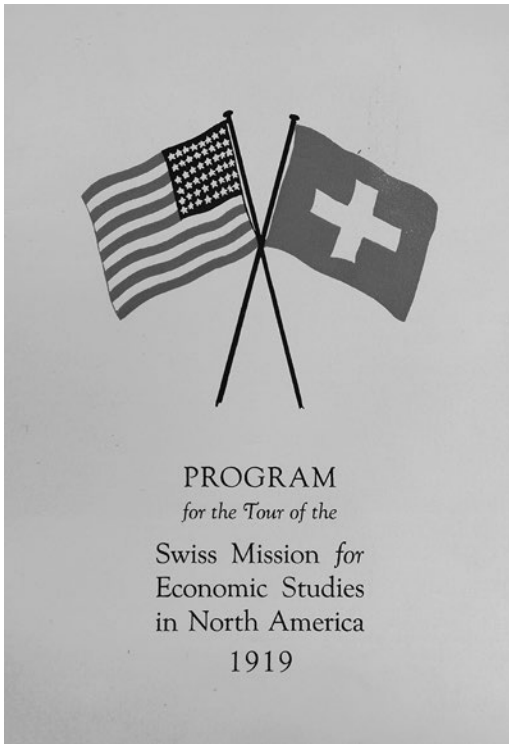 PROGRAM
for the Tour of the
Swiss Mission for
Economic Studies
in North America
1919